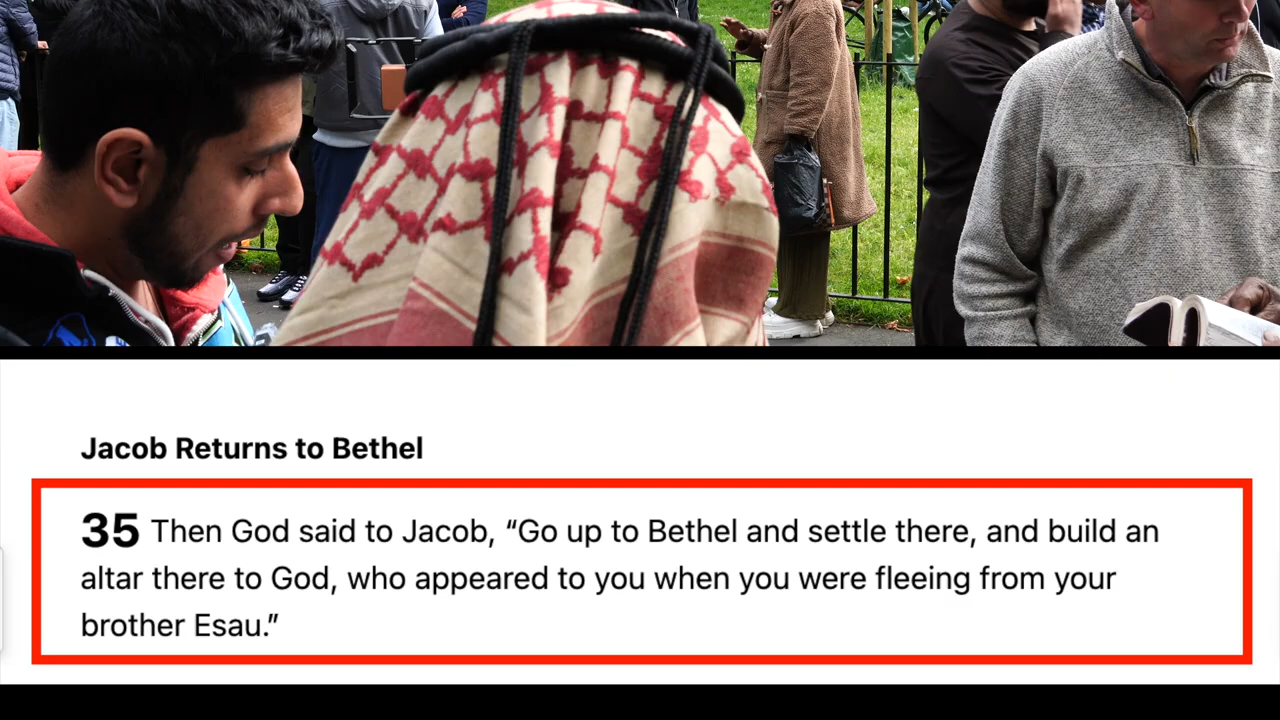 Jacob Returns to Bethel
35 Then God said to Jacob, “Go up to Bethel and settle there, and build an
altar there to God, who appeared to you when you were fleeing from your
brother Esau.”